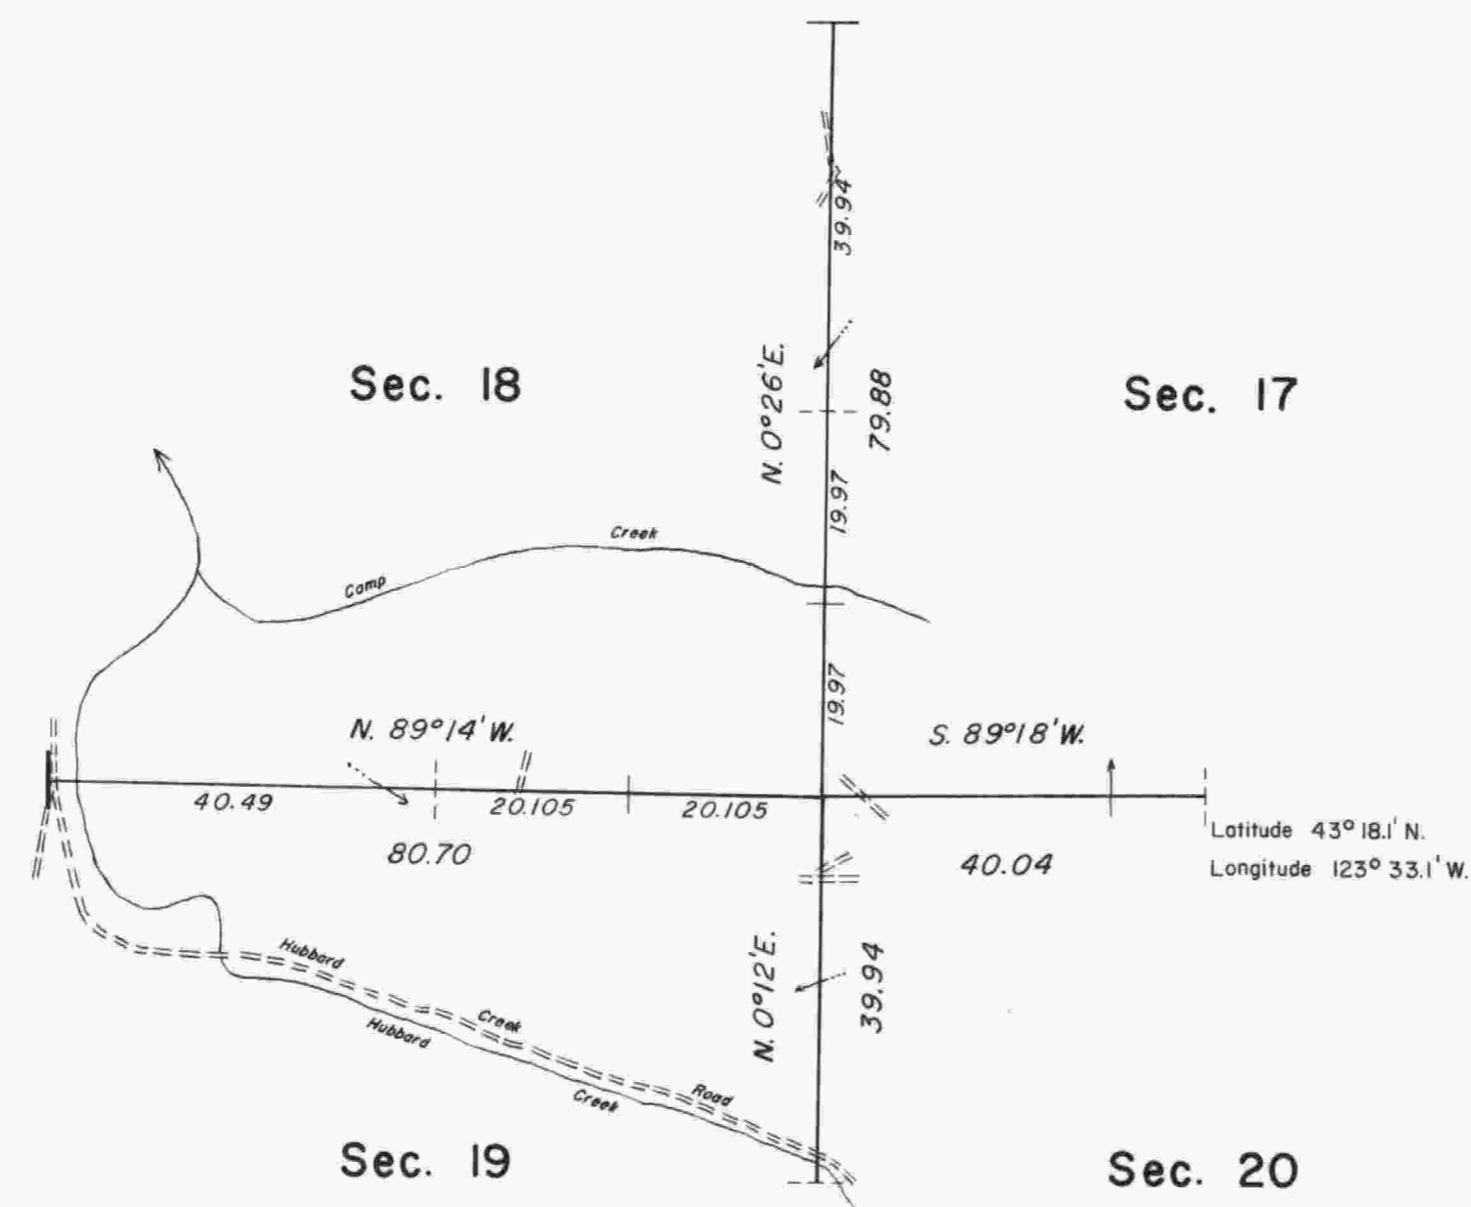 39.94
N. 0°26'E.
79.88
Sec. 18
Sec. 17
19.97
Creek
Camp
19.97
N. 89°14'W.
S. 89°18'W.
40.49
20.105
20.105
80.70
40.04
Latitude 43° 18.1' N.
Longitude 123° 33.1' W.
Hubbard
N. 0°12'E.
39.94
Creek
Hubbard
Road
Creek
Sec. 19
Sec. 20